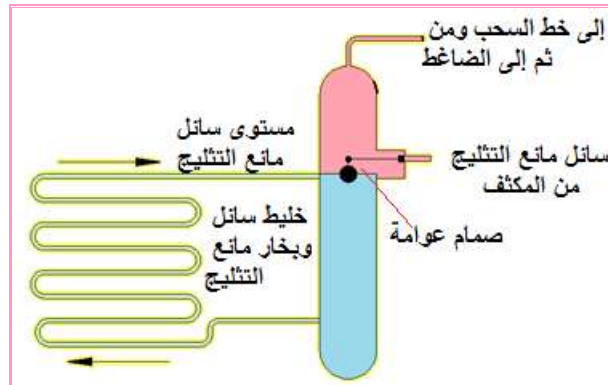 إلى خط السحب ومن
ثم إلى الضاغط
مستوى سائل
مانع التثليج
سائل مانع التثليج
من المكثف
خليط سائل
وبخار مانع
التثليج
صمام عوامة